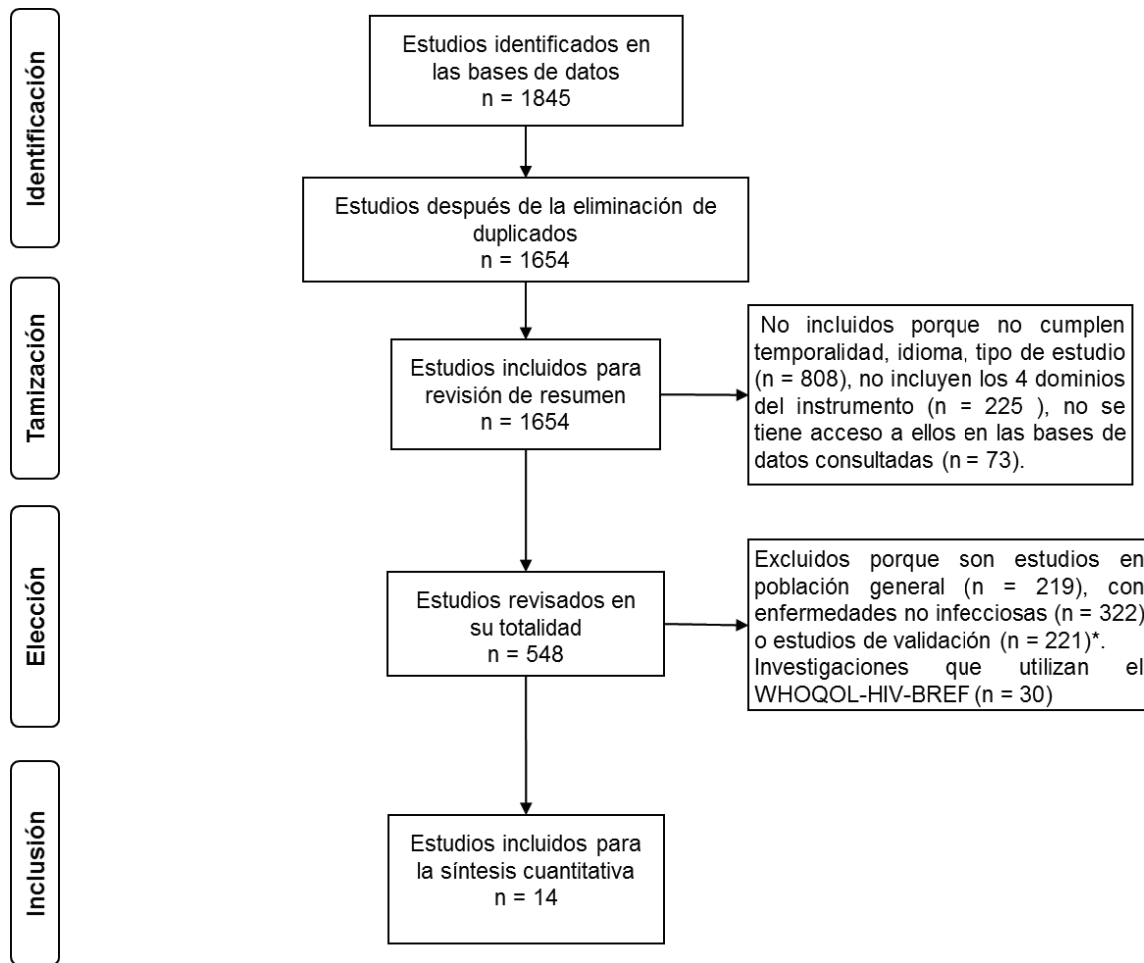 Identificación
Estudios identificados en
las bases de datos
n = 1845
Estudios después de la eliminación de
duplicados
n = 1654
Tamización
Estudios incluidos para
revisión de resumen
n = 1654
No incluidos porque no cumplen
temporalidad, idioma, tipo de estudio
(n = 808), no incluyen los 4 dominios
del instrumento (n = 225 ), no se
tiene acceso a ellos en las bases de
datos consultadas (n = 73).
Elección
Estudios revisados en
su totalidad
n = 548
Excluidos porque son estudios en
población general (n = 219), con
enfermedades no infecciosas (n = 322)
o estudios de validación (n = 221)*.
Investigaciones que utilizan el
WHOQOL-HIV-BREF (n = 30)
Inclusión
Estudios incluidos para
la síntesis cuantitativa
n = 14